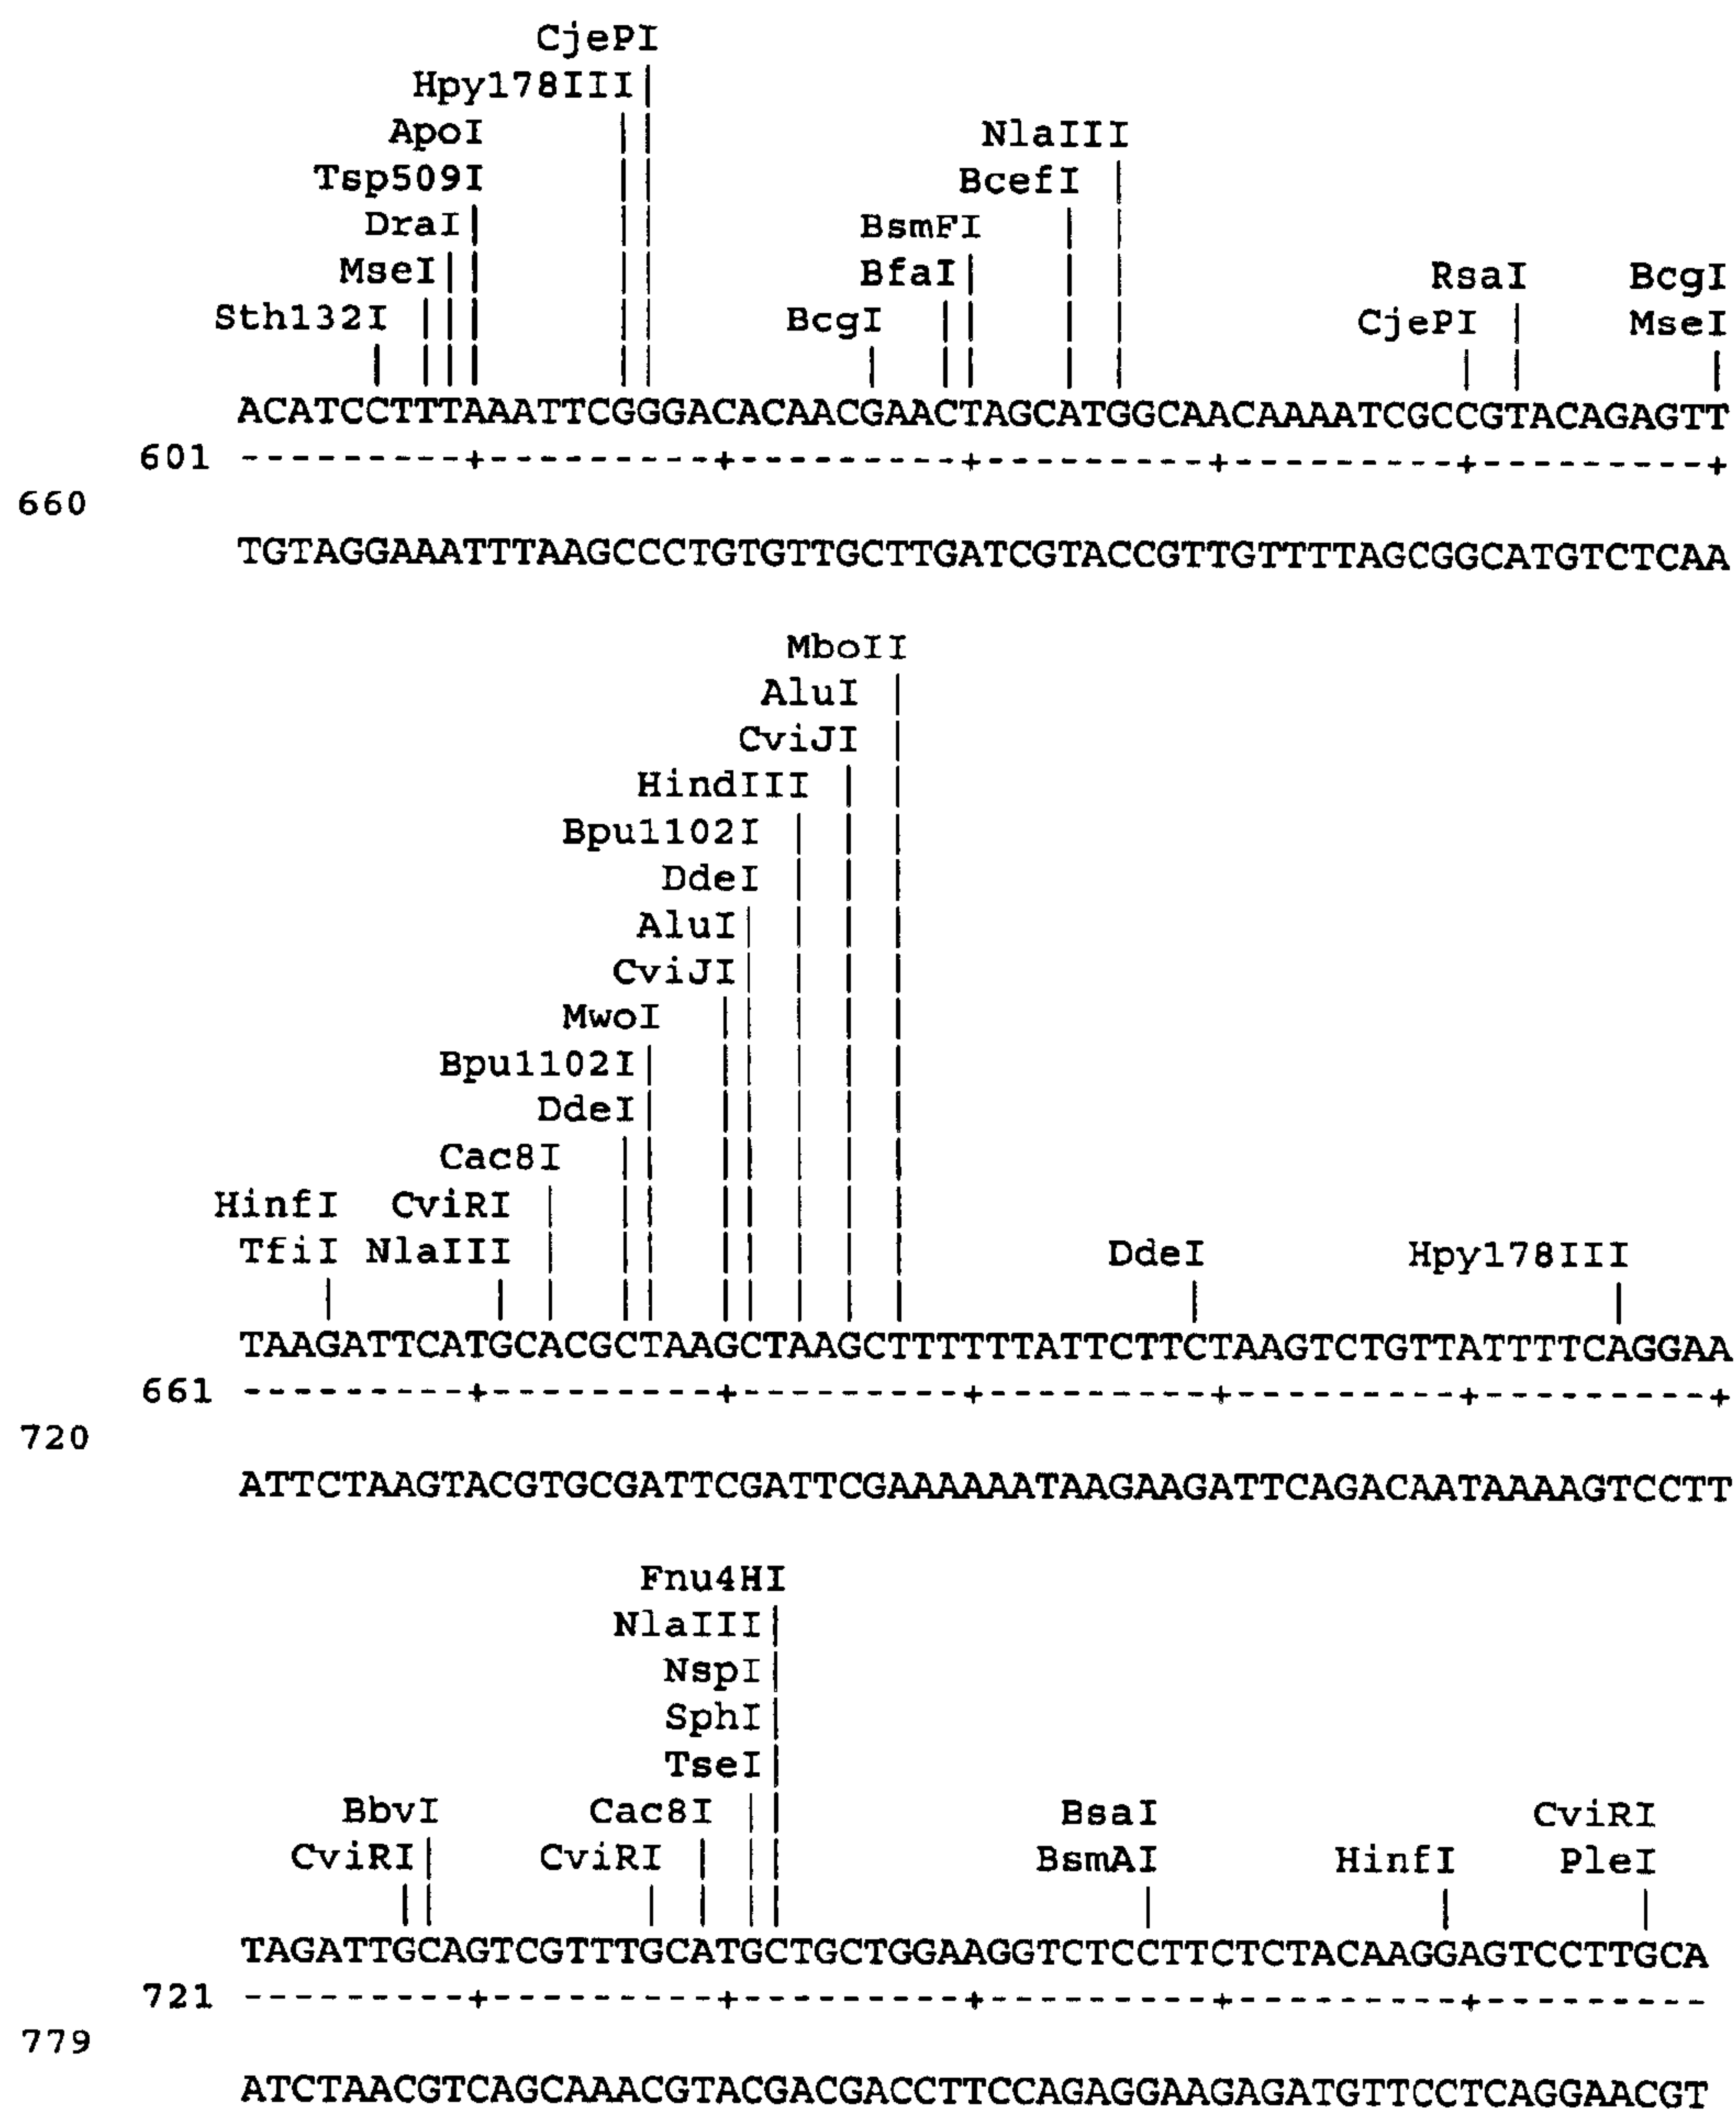 CjePI
Hpy178III
ApoI
Tsp509I
NlaIII
BcefI
DraI
BsmFI
MseI
BfaI
RsaI
BcgI
Sth132I
BcgI
CjePI
MseI
ACATCCTTTAAATTCGGGACACAACGAACTAGCATGGCAACAAAATCGCCGTACAGAGTT
601 ---------+---------+---------+---------+---------+---------+
660
TGTAGGAAATTTAAGCCCTGTGTTGCTTGATCGTACCGTTGTTTTAGCGGCATGTCTCAA
MboII
AluI
CviJI
HindIII
Bpu1102I
DdeI
AluI
CviJI
MwoI
Bpu1102I
DdeI
Cac8I
HinfI CviRI
TfiI NlaIII DdeI Hpy178III
TAAGATTCATGCACGCTAAGCTAAGCTTTTTTTATTCTTCTAAGTCTGTTATTTTCAGGAA
661 ---------+---------+---------+---------+---------+---------+
720
ATTCTAAGTACGTGCGATTCGATTCGAAAAAATAAGAAGATTCAGACAATAAAAGTCCTT
Fnu4HI
NlaIII
NspI
SphI
TseI
BbvI Cac8I BsaI CviRI
CviRI CviRI BsmAI HinfI PleI
TAGATTGCAGTCGTTTGCATGCTGCTGGAAGGTCTCCTTCTCTACAAGGAGTCCTTGCA
721 ---------+---------+---------+---------+---------+---------
779
ATCTAACGTCAGCAAACGTACGACGACCTTCCAGAGGAAGAGATGTTCCTCAGGAACGT